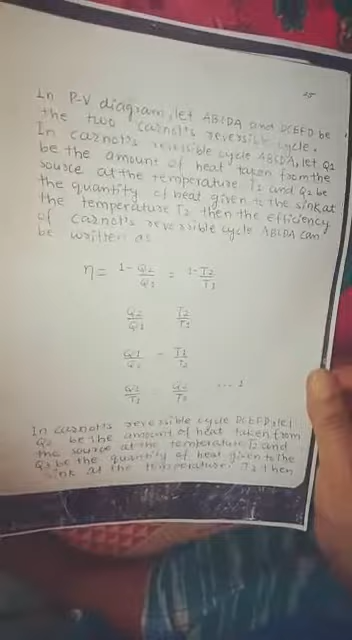 25
In P-V diagram, let ABCDA and DCEFD be
the two carnot's reversible cycle.
In carnot's reversible cycle ABCDA, let Q1
be the amount of heat taken from the
source at the temperature T1 and Q2 be
the quantity of heat given to the sink at
the temperature T2 then the efficiency
of carnot's reversible cycle ABCDA can
be written as
η = 1 - Q2/Q1 = 1 - T2/T1
Q2/Q1 T2/T1
Q1/Q2 = T1/T2
Q1/T1 Q2/T2 ...1
In carnot's reversible cycle DCEFD, let
Q2 be the amount of heat taken from
the source at the temperature T2 and
Q3 be the quantity of heat given to the
sink at the temperature T3 then